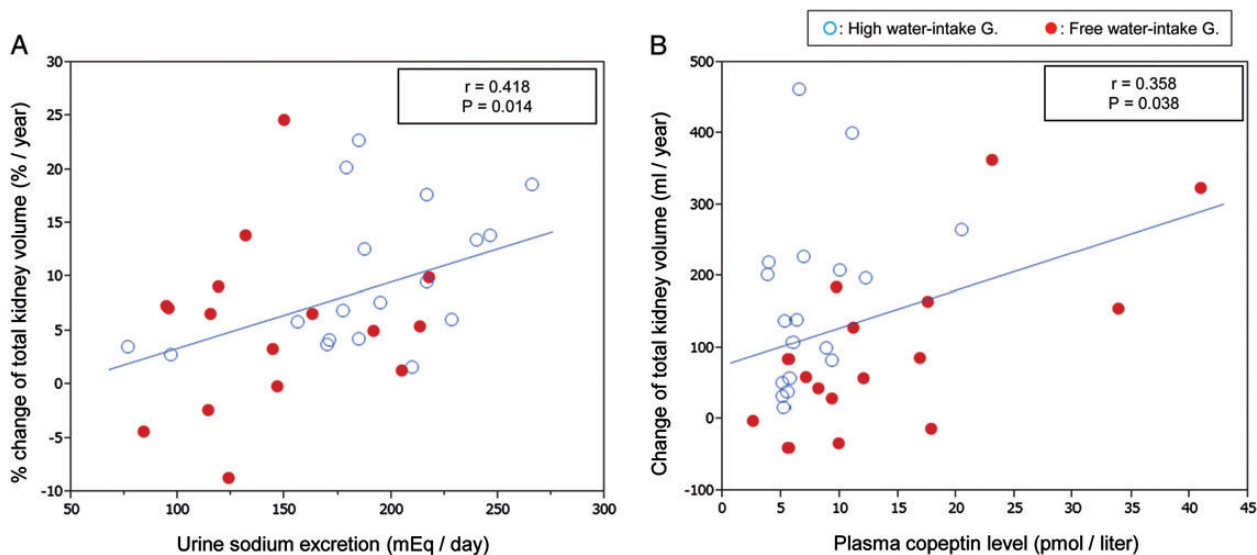 ○: High water-intake G. ●: Free water-intake G.
A
r = 0.418
P = 0.014
% change of total kidney volume (% / year)
30
25
20
15
10
5
0
-5
-10
50 100 150 200 250 300
Urine sodium excretion (mEq / day)
B
r = 0.358
P = 0.038
Change of total kidney volume (ml / year)
500
400
300
200
100
0
-100
0 5 10 15 20 25 30 35 40 45
Plasma copeptin level (pmol / liter)